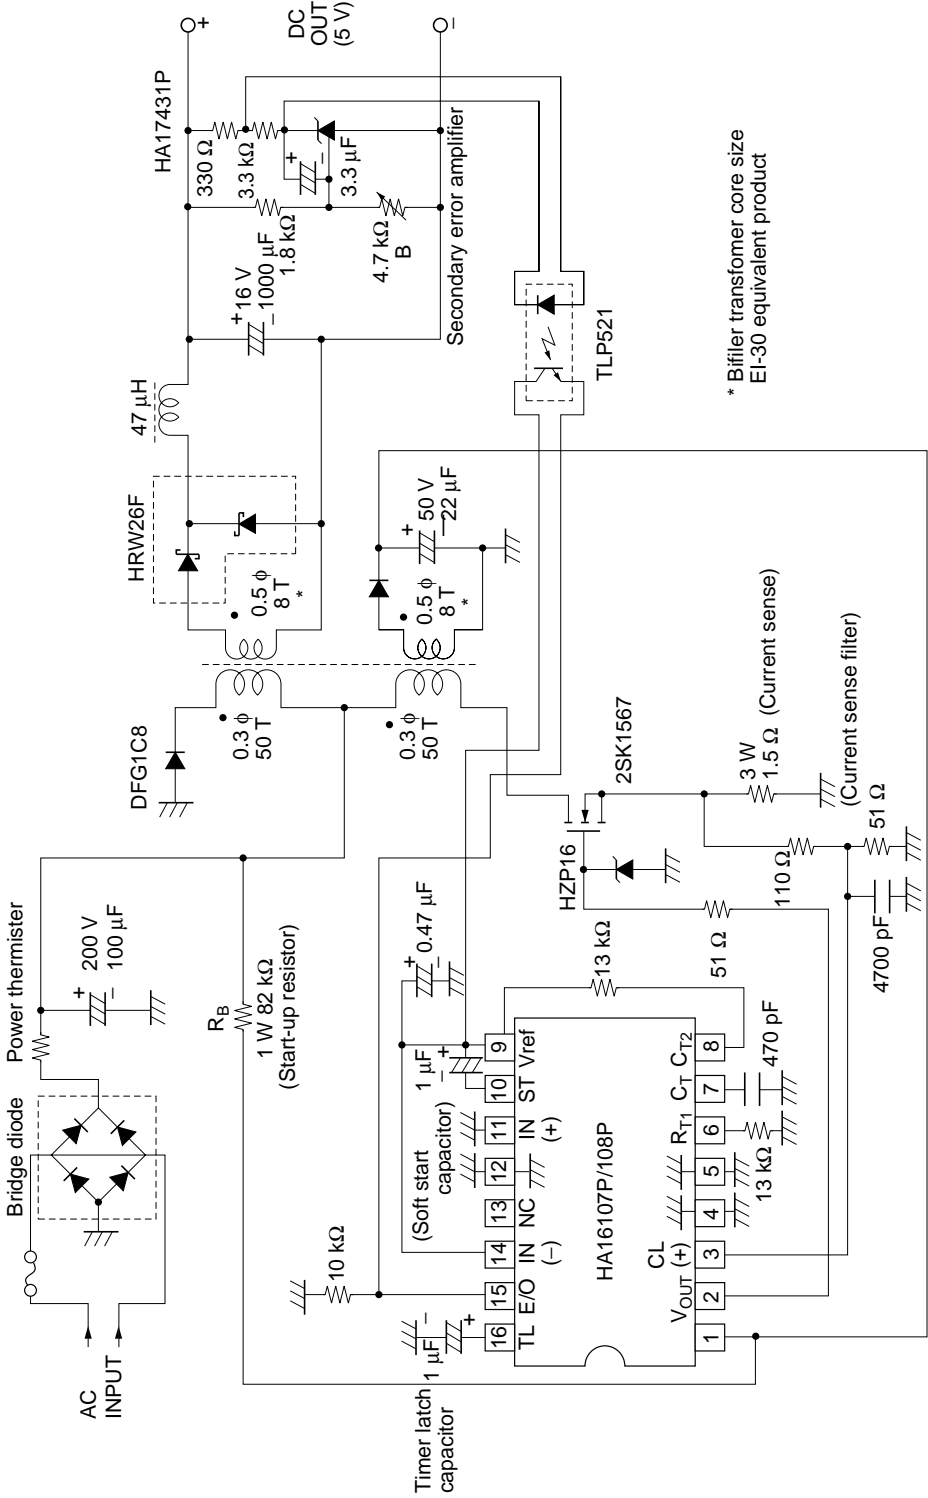 Bridge diode
Power thermister
AC
INPUT
+
200 V
−
100 µF
R_B
1 W 82 kΩ
(Start-up resistor)
DFG1C8
0.3 ϕ
50 T
0.5 ϕ
8 T
*
HRW26F
47 µH
+
16 V
−
1000 µF
1.8 kΩ
4.7 kΩ
B
330 Ω
3.3 kΩ
+
−
3.3 µF
HA17431P
+
DC
OUT
(5 V)
−
Secondary error amplifier
0.3 ϕ
50 T
0.5 ϕ
8 T
*
+
50 V
−
22 µF
TLP521
Timer latch
capacitor
1 µF
−
+
10 kΩ
(Soft start
capacitor)
1 µF
−
+
+
0.47 µF
−
16
15
14
13
12
11
10
9
TL
E/O
IN
(−)
NC
IN
(+)
ST
Vref
HA16107P/108P
V_OUT
CL
(+)
R_T1
C_T
C_T2
1
2
3
4
5
6
7
8
13 kΩ
470 pF
13 kΩ
51 Ω
HZP16
2SK1567
3 W
1.5 Ω
(Current sense)
110 Ω
(Current sense filter)
51 Ω
4700 pF
* Bifiler transfomer core size
EI-30 equivalent product